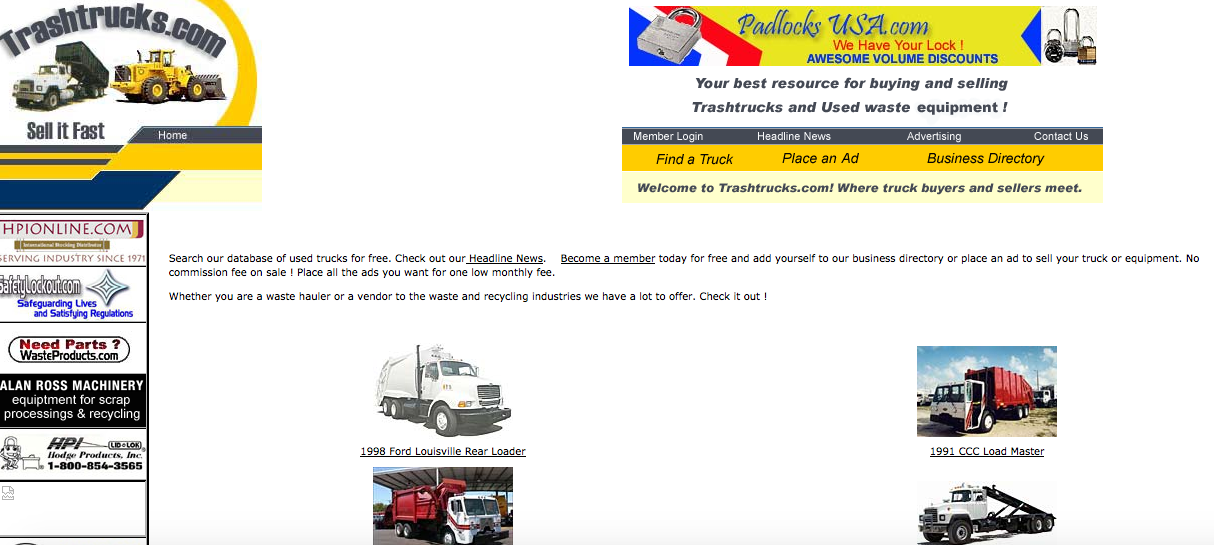 Trashtrucks.com
Sell it Fast
Home
Padlocks USA.com
We Have Your Lock !
AWESOME VOLUME DISCOUNTS
Your best resource for buying and selling
Trashtrucks and Used waste equipment !
Member Login Headline News Advertising Contact Us
Find a Truck Place an Ad Business Directory
Welcome to Trashtrucks.com! Where truck buyers and sellers meet.
HPIONLINE.COM
International Stocking Distributor
SERVING INDUSTRY SINCE 1971
SafetyLockout.com
Safeguarding Lives
and Satisfying Regulations
Need Parts ?
WasteProducts.com
ALAN ROSS MACHINERY
equiptment for scrap
processings & recycling
HPI LID•LOK
Hodge Products, Inc.
1-800-854-3565
Search our database of used trucks for free. Check out our Headline News. Become a member today for free and add yourself to our business directory or place an ad to sell your truck or equipment. No
commission fee on sale ! Place all the ads you want for one low monthly fee.
Whether you are a waste hauler or a vendor to the waste and recycling industries we have a lot to offer. Check it out !
1998 Ford Louisville Rear Loader
1991 CCC Load Master